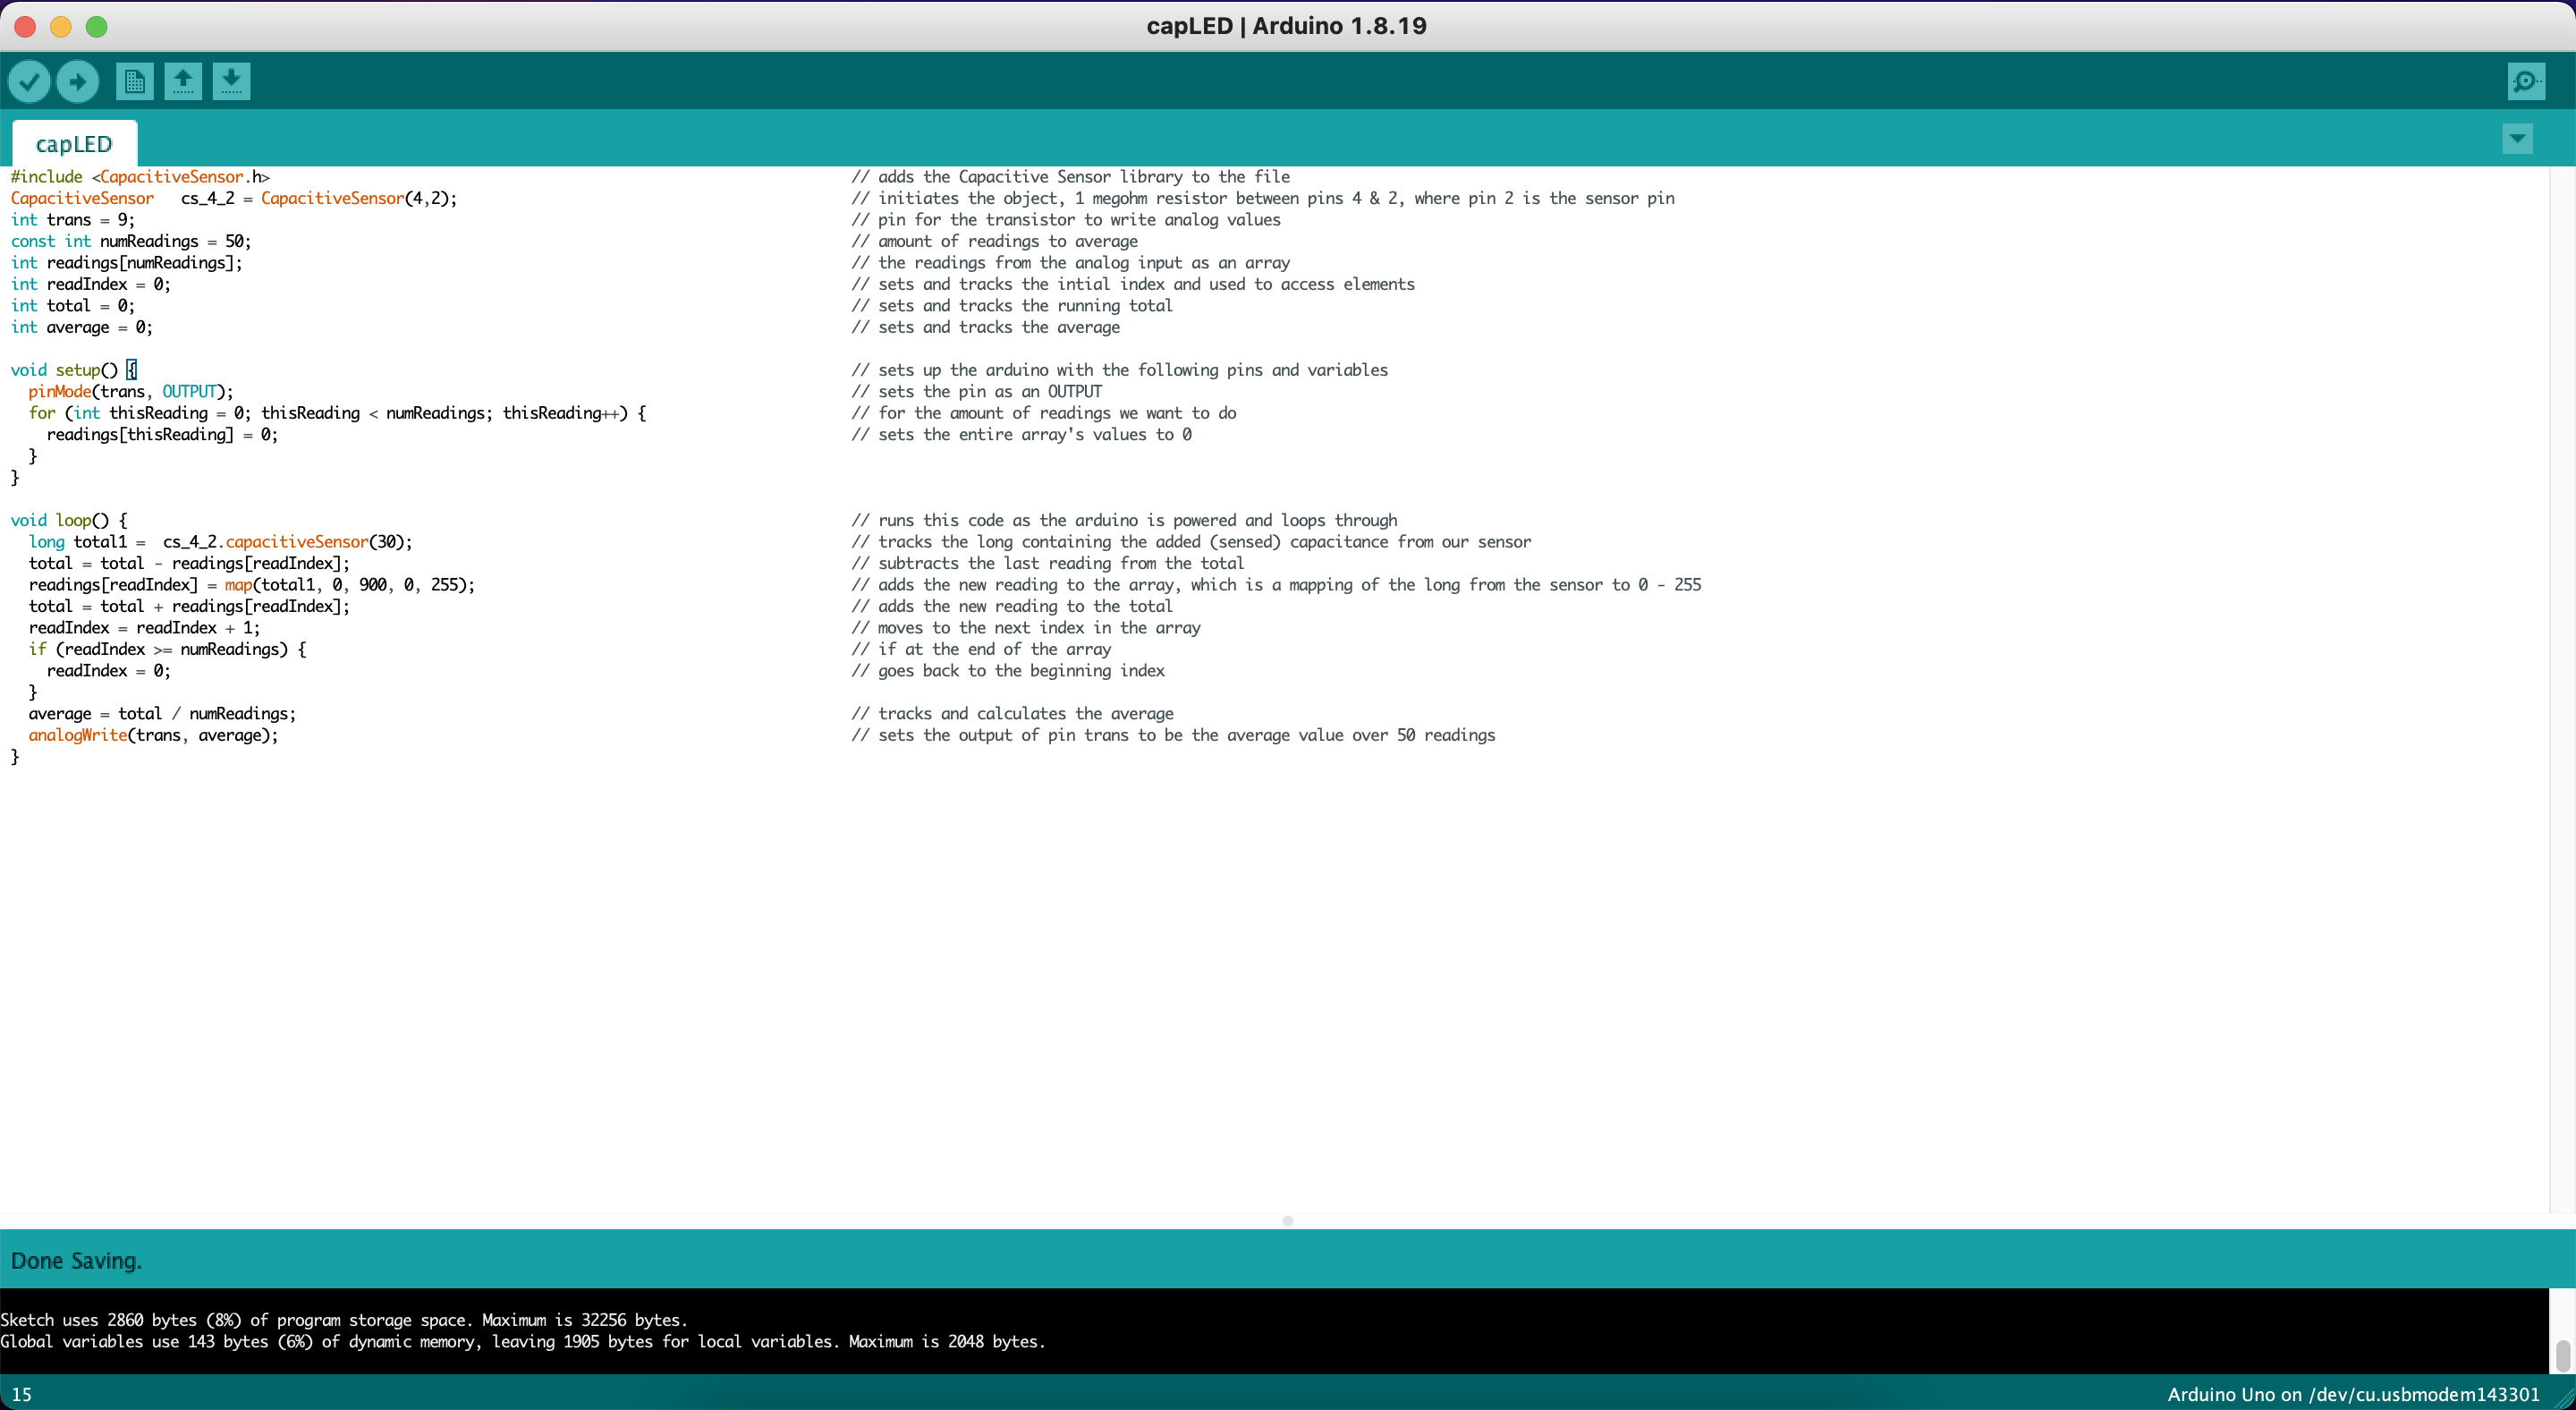 capLED | Arduino 1.8.19
capLED
#include <CapacitiveSensor.h> // adds the Capacitive Sensor library to the file
CapacitiveSensor   cs_4_2 = CapacitiveSensor(4,2); // initiates the object, 1 megohm resistor between pins 4 & 2, where pin 2 is the sensor pin
int trans = 9; // pin for the transistor to write analog values
const int numReadings = 50; // amount of readings to average
int readings[numReadings]; // the readings from the analog input as an array
int readIndex = 0; // sets and tracks the intial index and used to access elements
int total = 0; // sets and tracks the running total
int average = 0; // sets and tracks the average
void setup() { // sets up the arduino with the following pins and variables
  pinMode(trans, OUTPUT); // sets the pin as an OUTPUT
  for (int thisReading = 0; thisReading < numReadings; thisReading++) { // for the amount of readings we want to do
    readings[thisReading] = 0; // sets the entire array's values to 0
  }
}
void loop() { // runs this code as the arduino is powered and loops through
  long total1 =  cs_4_2.capacitiveSensor(30); // tracks the long containing the added (sensed) capacitance from our sensor
  total = total - readings[readIndex]; // subtracts the last reading from the total
  readings[readIndex] = map(total1, 0, 900, 0, 255); // adds the new reading to the array, which is a mapping of the long from the sensor to 0 - 255
  total = total + readings[readIndex]; // adds the new reading to the total
  readIndex = readIndex + 1; // moves to the next index in the array
  if (readIndex >= numReadings) { // if at the end of the array
    readIndex = 0; // goes back to the beginning index
  }
  average = total / numReadings; // tracks and calculates the average
  analogWrite(trans, average); // sets the output of pin trans to be the average value over 50 readings
}
Done Saving.
Sketch uses 2860 bytes (8%) of program storage space. Maximum is 32256 bytes.
Global variables use 143 bytes (6%) of dynamic memory, leaving 1905 bytes for local variables. Maximum is 2048 bytes.
15 Arduino Uno on /dev/cu.usbmodem143301